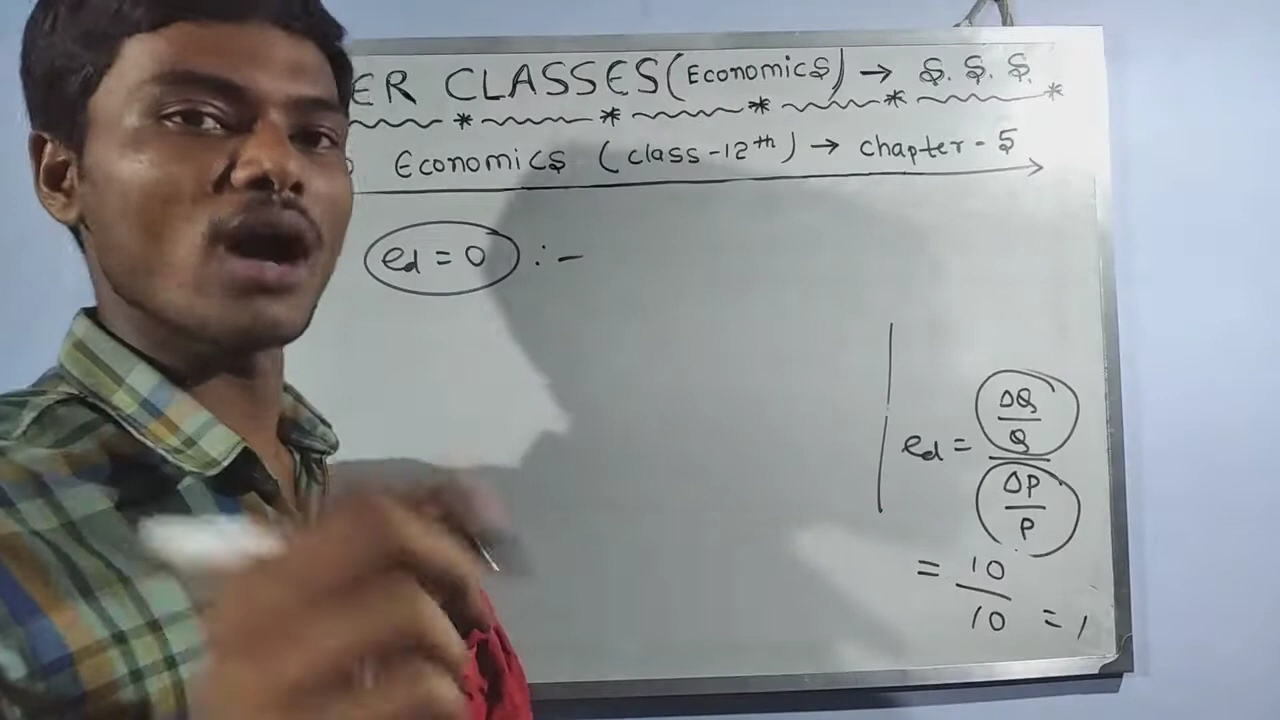 ER CLASSES (Economics) → S. S. S.
Economics (class-12th) → chapter - 5
ed = 0 :-
ed = ΔQ/Q / ΔP/P
= 10/10 = 1